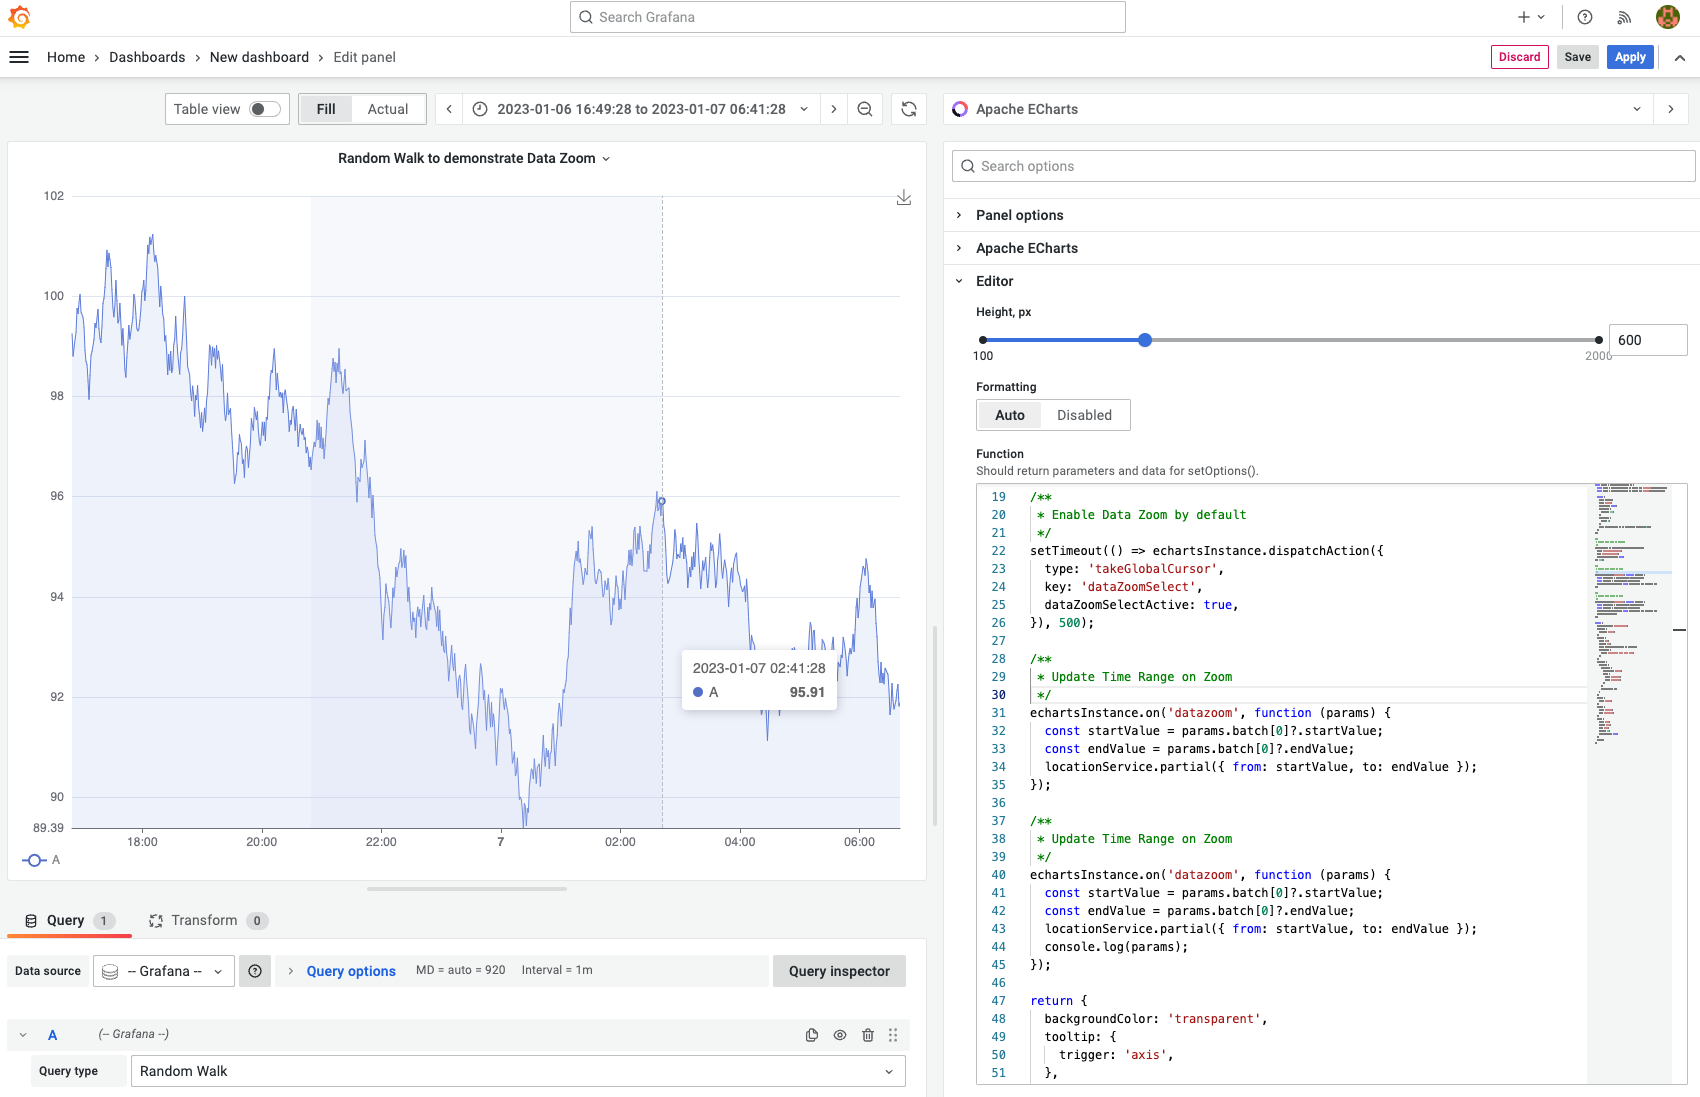 Search Grafana
Home › Dashboards › New dashboard › Edit panel
Discard Save Apply
Table view Fill Actual 2023-01-06 16:49:28 to 2023-01-07 06:41:28
Apache ECharts
Random Walk to demonstrate Data Zoom
102
100
98
96
94
92
90
89.39
18:00 20:00 22:00 7 02:00 04:00 06:00
2023-01-07 02:41:28
A 95.91
A
Query 1 Transform 0
Data source -- Grafana -- Query options MD = auto = 920 Interval = 1m Query inspector
A (-- Grafana --)
Query type Random Walk
Search options
Panel options
Apache ECharts
Editor
Height, px
100 2000 600
Formatting
Auto Disabled
Function
Should return parameters and data for setOptions().
19 /**
20 * Enable Data Zoom by default
21 */
22 setTimeout(() => echartsInstance.dispatchAction({
23 type: 'takeGlobalCursor',
24 key: 'dataZoomSelect',
25 dataZoomSelectActive: true,
26 }), 500);
27
28 /**
29 * Update Time Range on Zoom
30 */
31 echartsInstance.on('datazoom', function (params) {
32 const startValue = params.batch[0]?.startValue;
33 const endValue = params.batch[0]?.endValue;
34 locationService.partial({ from: startValue, to: endValue });
35 });
36
37 /**
38 * Update Time Range on Zoom
39 */
40 echartsInstance.on('datazoom', function (params) {
41 const startValue = params.batch[0]?.startValue;
42 const endValue = params.batch[0]?.endValue;
43 locationService.partial({ from: startValue, to: endValue });
44 console.log(params);
45 });
46
47 return {
48 backgroundColor: 'transparent',
49 tooltip: {
50 trigger: 'axis',
51 },